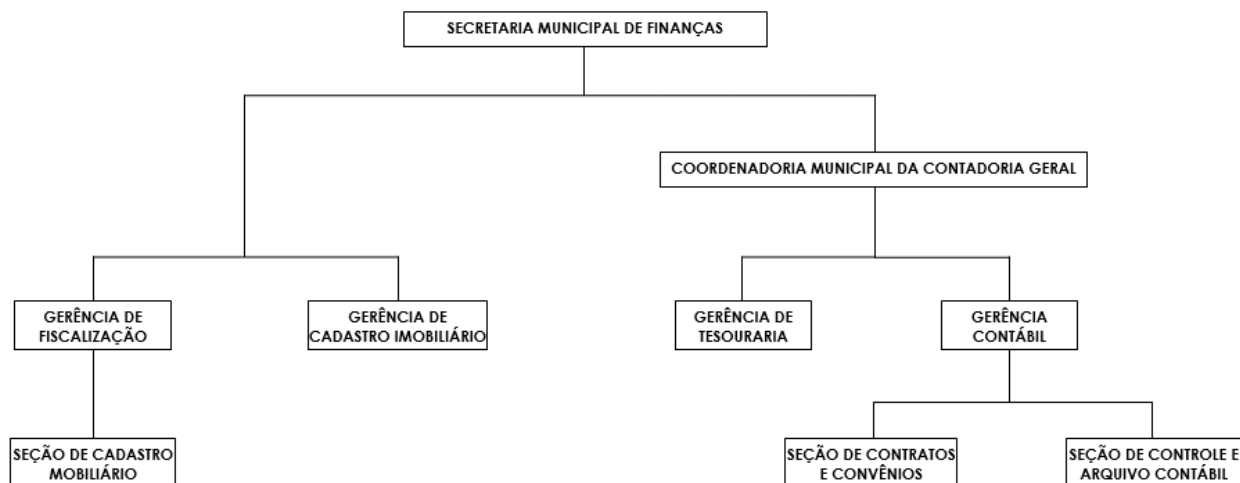 SECRETARIA MUNICIPAL DE FINANÇAS
COORDENADORIA MUNICIPAL DA CONTADORIA GERAL
GERÊNCIA DE
FISCALIZAÇÃO
GERÊNCIA DE
CADASTRO IMOBILIÁRIO
GERÊNCIA DE
TESOURARIA
GERÊNCIA
CONTÁBIL
SEÇÃO DE CADASTRO
MOBILIÁRIO
SEÇÃO DE CONTRATOS
E CONVÊNIOS
SEÇÃO DE CONTROLE E
ARQUIVO CONTÁBIL